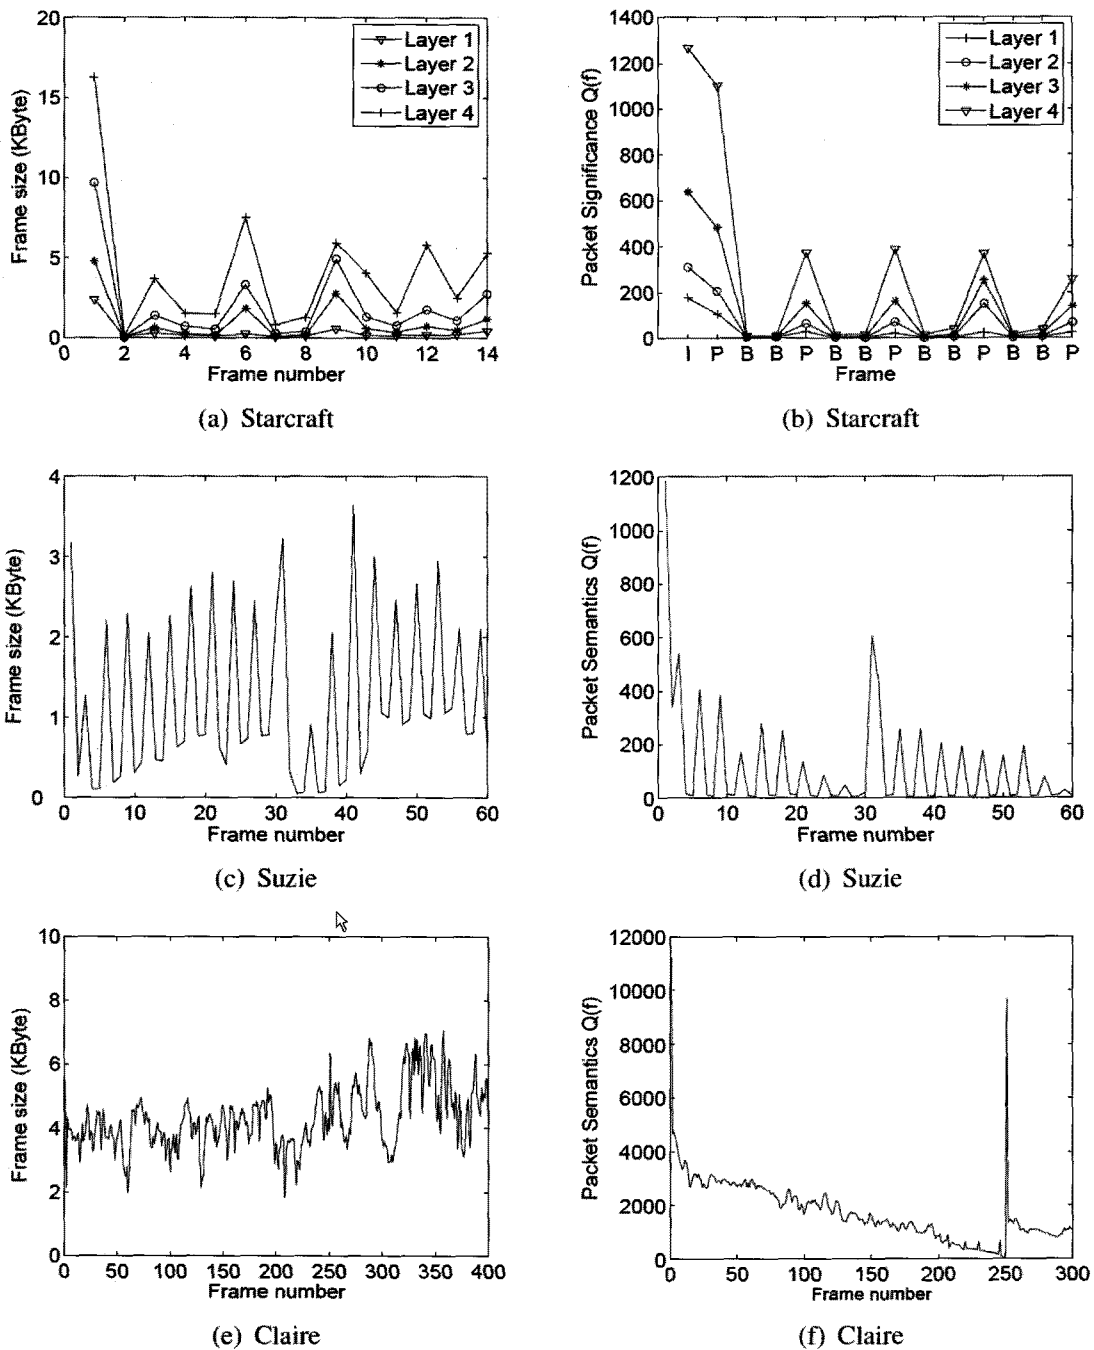 20
15
10
5
0
0 2 4 6 8 10 12 14
Frame size (KByte)
Frame number
Layer 1
Layer 2
Layer 3
Layer 4
(a) Starcraft
1400
1200
1000
800
600
400
200
0
I P B B P B B P B B P B B P
Packet Significance Q(f)
Frame
Layer 1
Layer 2
Layer 3
Layer 4
(b) Starcraft
4
3
2
1
0
0 10 20 30 40 50 60
Frame size (KByte)
Frame number
(c) Suzie
1200
1000
800
600
400
200
0
0 10 20 30 40 50 60
Packet Semantics Q(f)
Frame number
(d) Suzie
10
8
6
4
2
0
0 50 100 150 200 250 300 350 400
Frame size (KByte)
Frame number
(e) Claire
12000
10000
8000
6000
4000
2000
0
0 50 100 150 200 250 300
Packet Semantics Q(f)
Frame number
(f) Claire